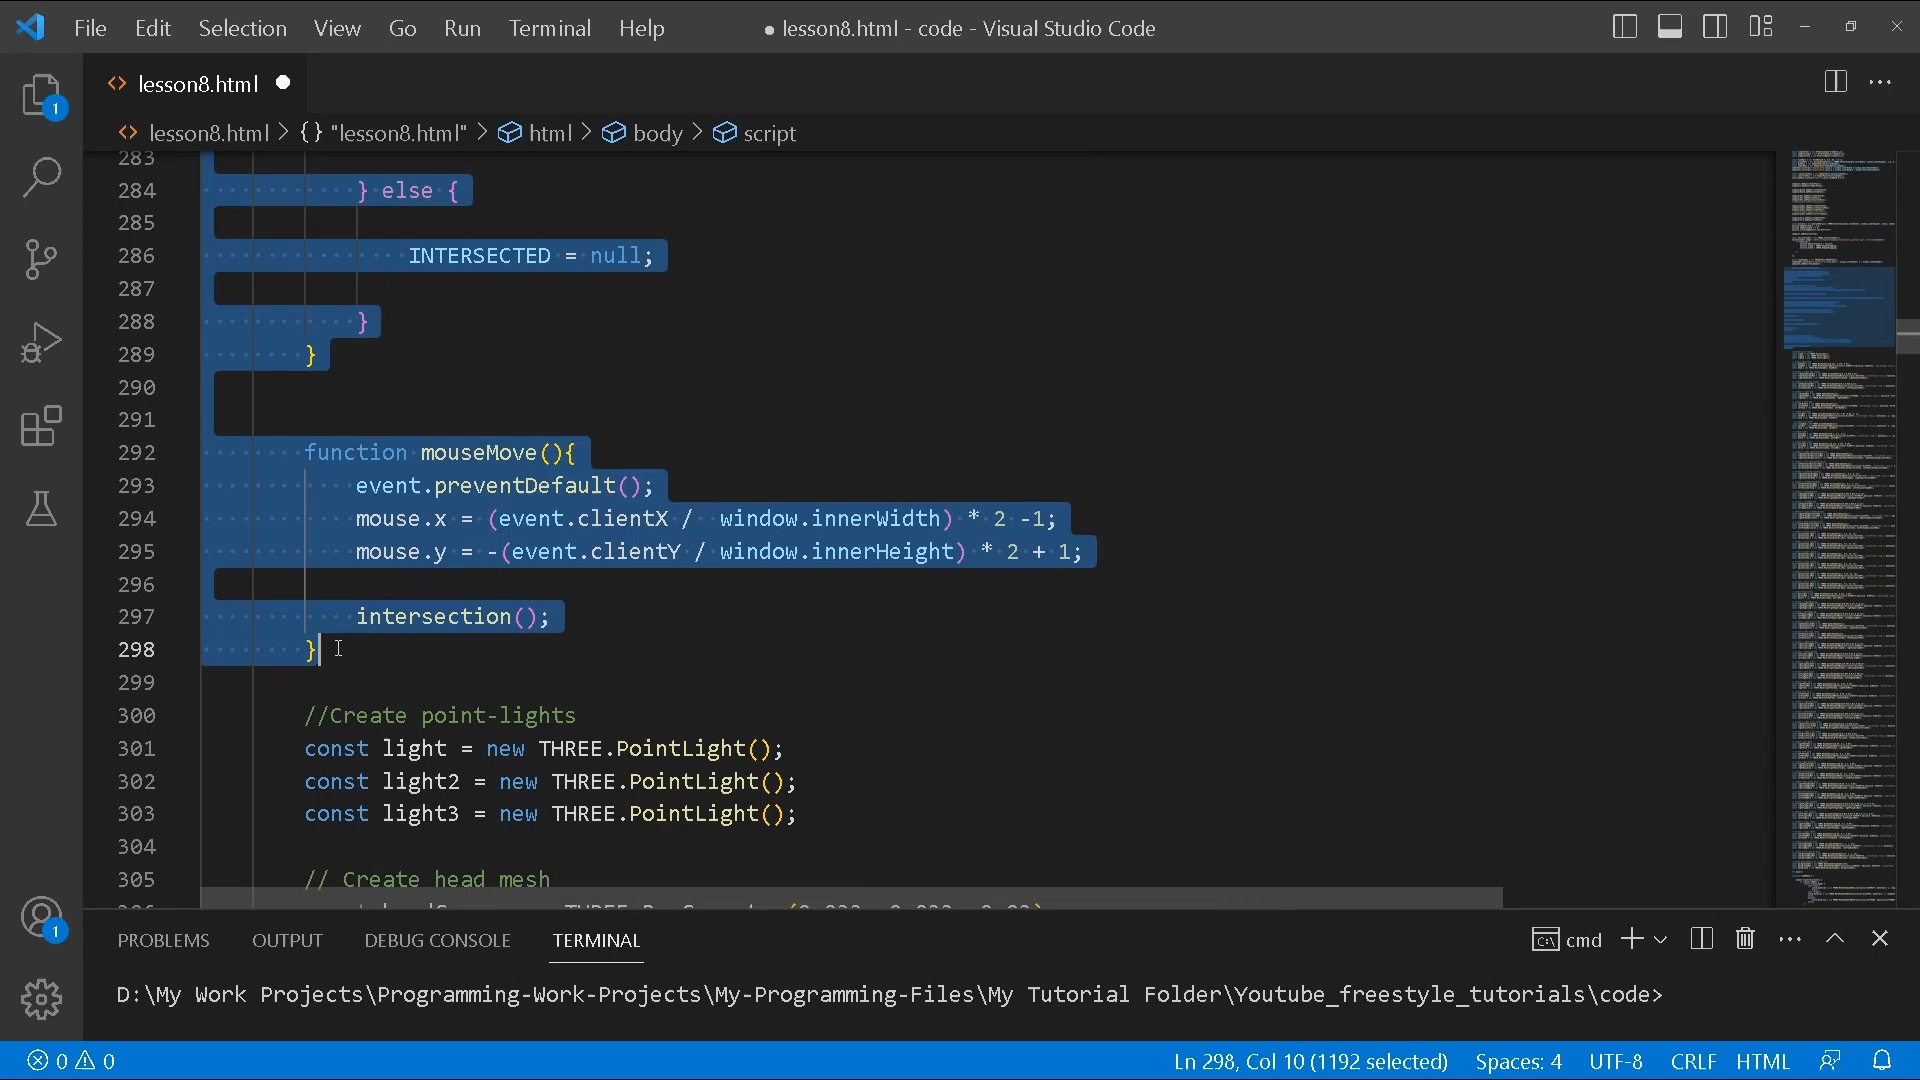 File Edit Selection View Go Run Terminal Help ● lesson8.html - code - Visual Studio Code
lesson8.html
lesson8.html > {} "lesson8.html" > html > body > script
1
283
284 } else {
285
286 INTERSECTED = null;
287
288 }
289 }
290
291
292 function mouseMove(){
293 event.preventDefault();
294 mouse.x = (event.clientX /  window.innerWidth) * 2 -1;
295 mouse.y = -(event.clientY / window.innerHeight) * 2 + 1;
296
297 intersection();
298 }
299
300 //Create point-lights
301 const light = new THREE.PointLight();
302 const light2 = new THREE.PointLight();
303 const light3 = new THREE.PointLight();
304
305 // Create head mesh
1
PROBLEMS OUTPUT DEBUG CONSOLE TERMINAL cmd
D:\My Work Projects\Programming-Work-Projects\My-Programming-Files\My Tutorial Folder\Youtube_freestyle_tutorials\code>
0 0 Ln 298, Col 10 (1192 selected) Spaces: 4 UTF-8 CRLF HTML